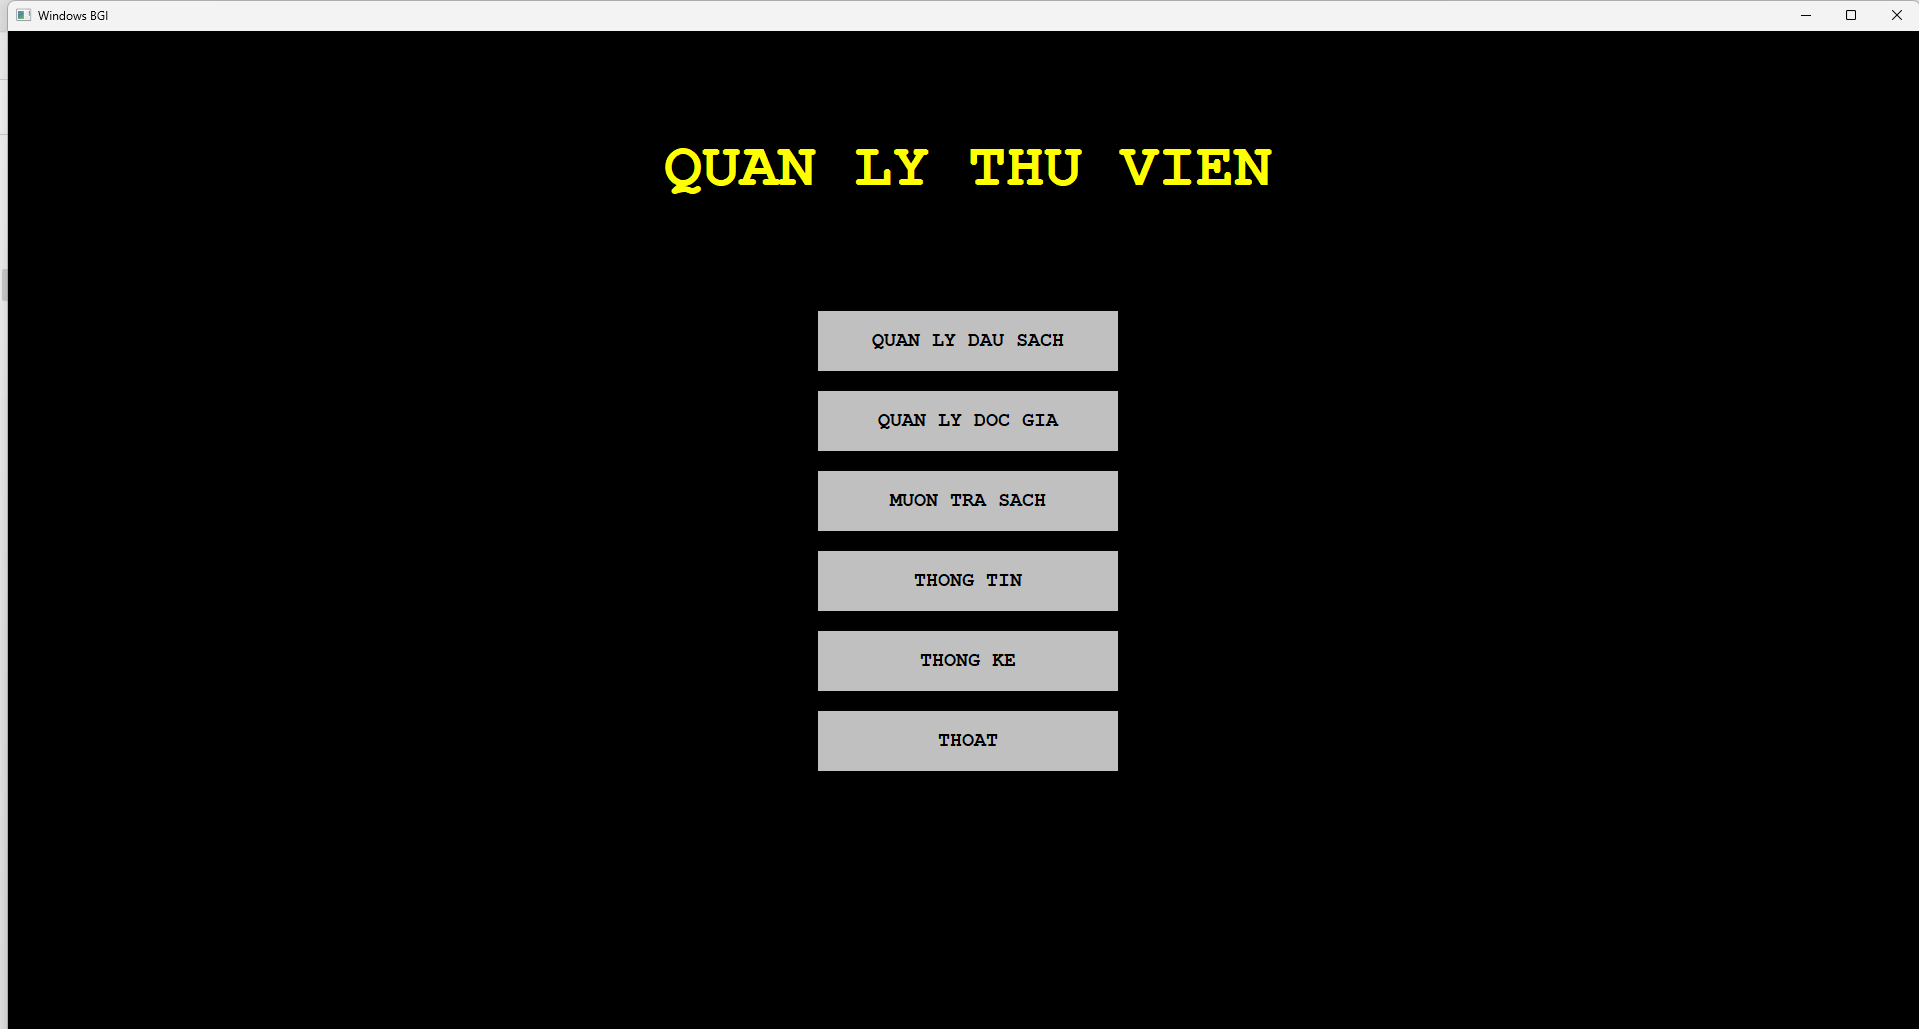 Windows BGI
QUAN LY THU VIEN
QUAN LY DAU SACH
QUAN LY DOC GIA
MUON TRA SACH
THONG TIN
THONG KE
THOAT